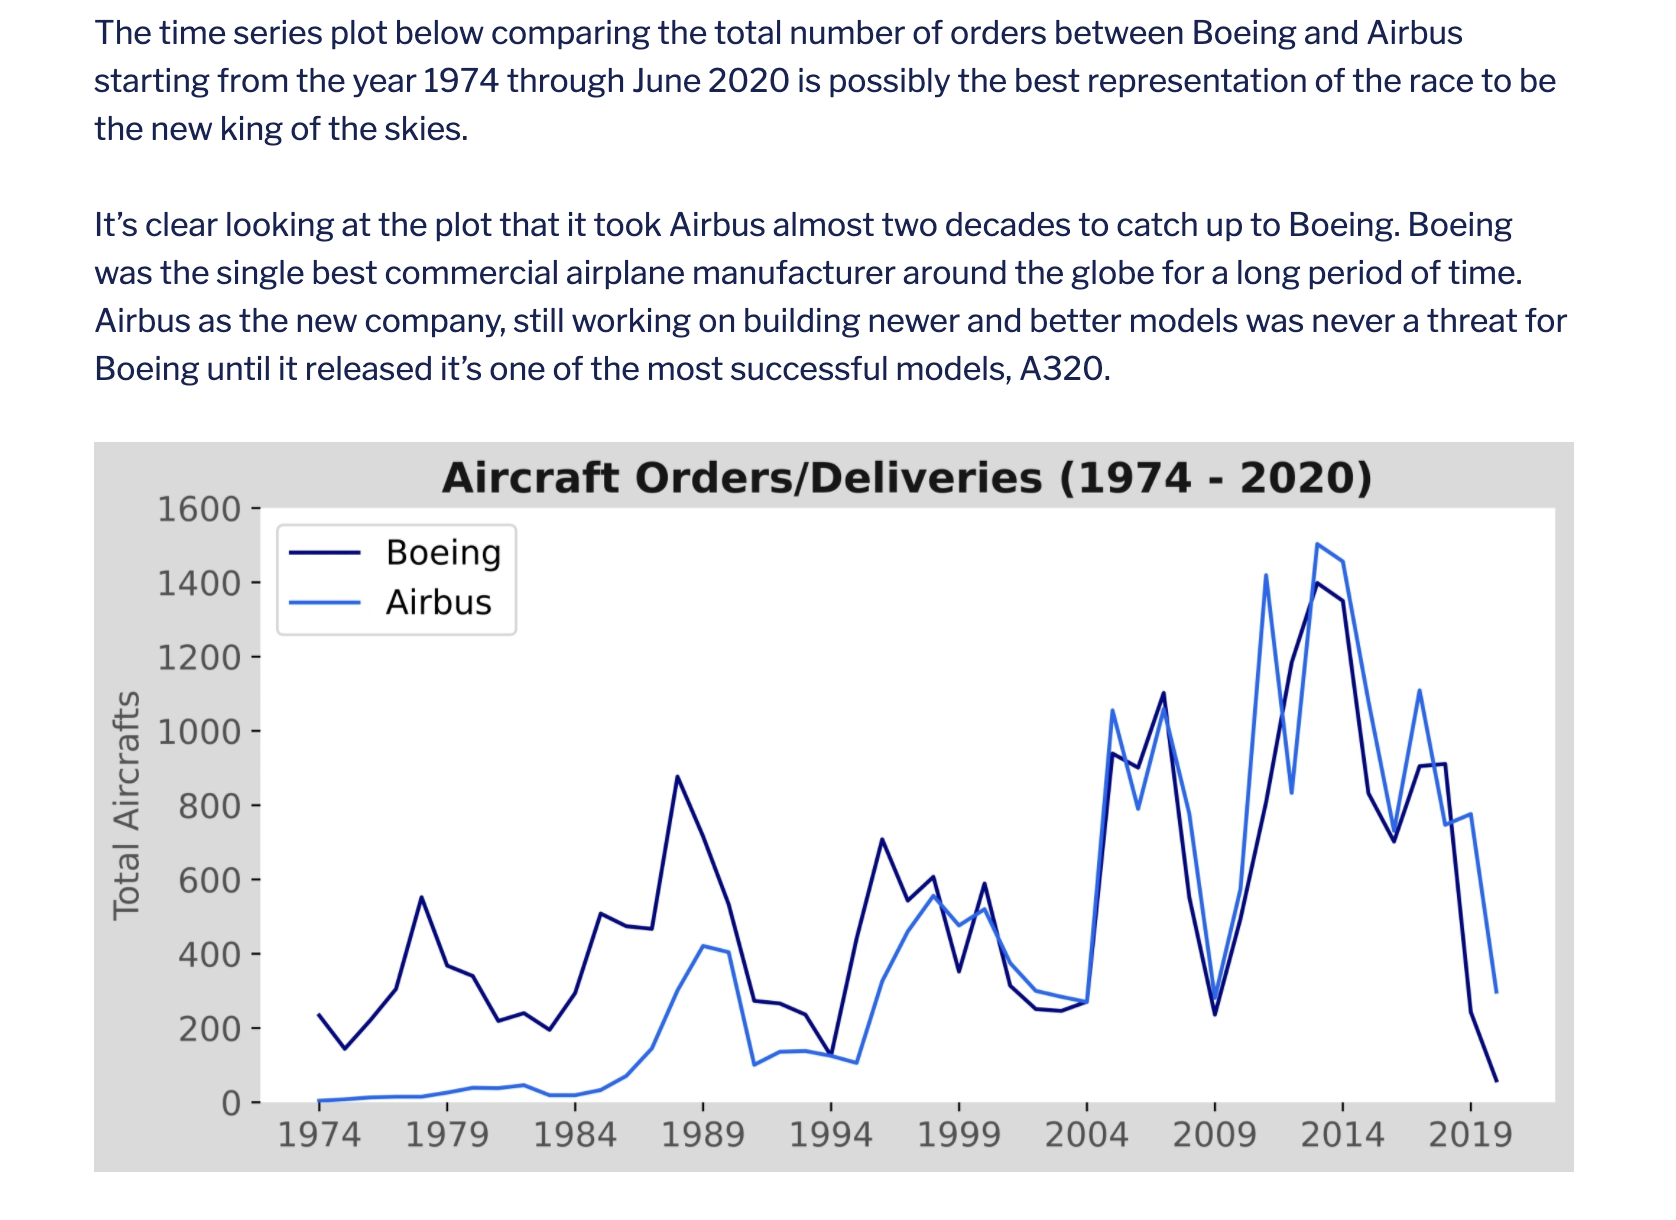 The time series plot below comparing the total number of orders between Boeing and Airbus
starting from the year 1974 through June 2020 is possibly the best representation of the race to be
the new king of the skies.
It’s clear looking at the plot that it took Airbus almost two decades to catch up to Boeing. Boeing
was the single best commercial airplane manufacturer around the globe for a long period of time.
Airbus as the new company, still working on building newer and better models was never a threat for
Boeing until it released it’s one of the most successful models, A320.
Aircraft Orders/Deliveries (1974 - 2020)
Boeing
Airbus
Total Aircrafts
1600
1400
1200
1000
800
600
400
200
0
1974 1979 1984 1989 1994 1999 2004 2009 2014 2019